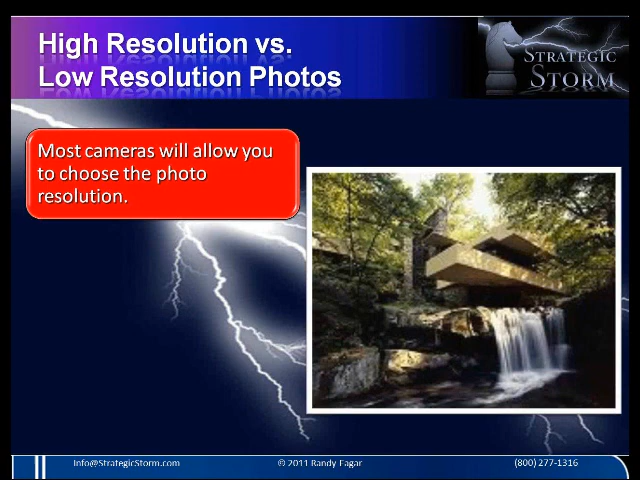 High Resolution vs.
Low Resolution Photos
STRATEGIC
STORM
Most cameras will allow you
to choose the photo
resolution.
Info@StrategicStorm.com
© 2011 Randy Eagar
(800) 277-1316